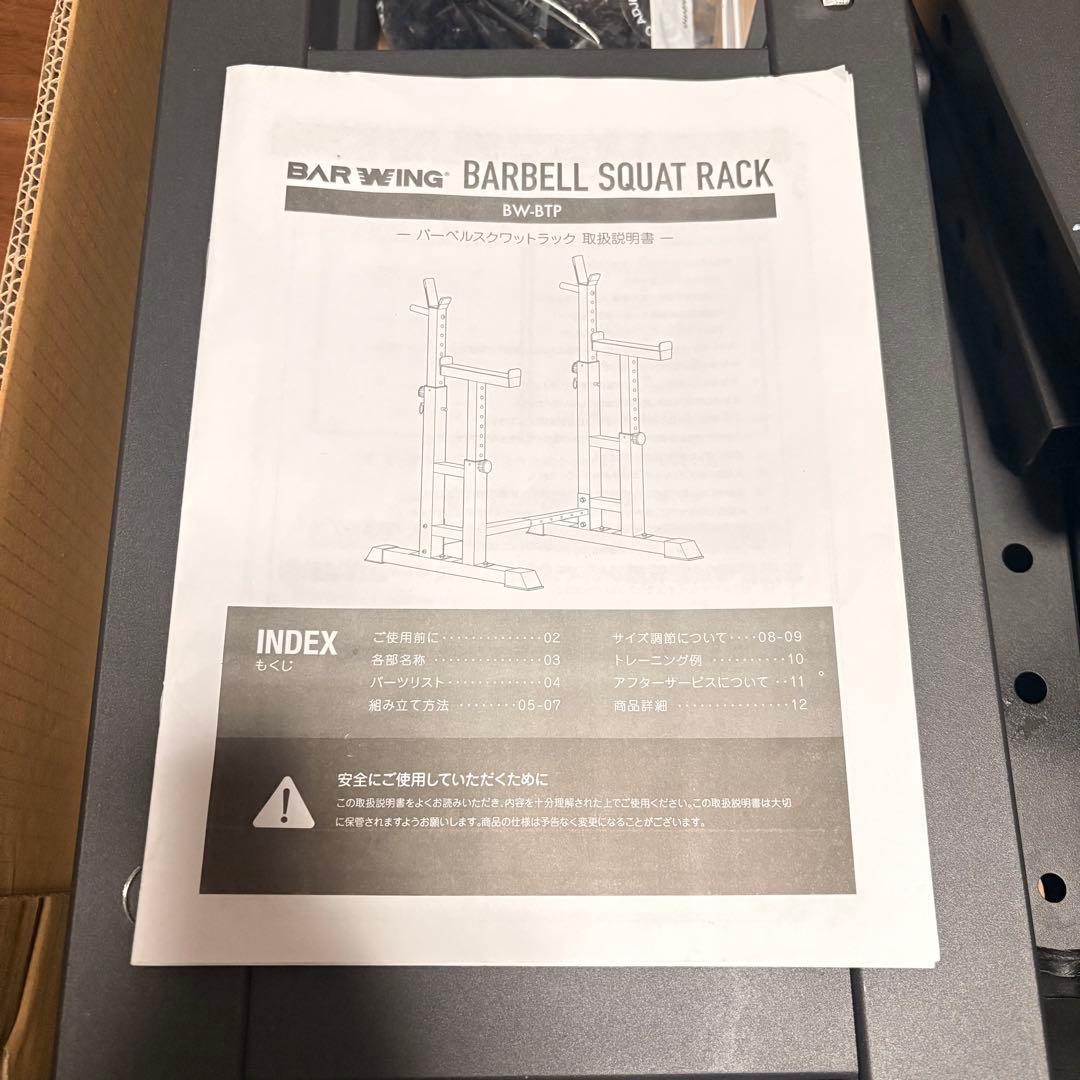 BARWING® BARBELL SQUAT RACK
BW-BTP
― バーベルスクワットラック 取扱説明書 ―
INDEX
もくじ
ご使用前に··············02
各部名称 ··············03
パーツリスト·············04
組み立て方法 ········05-07
サイズ調節について····08-09
トレーニング例 ··········10
アフターサービスについて ··11
商品詳細 ···············12
安全にご使用していただくために
この取扱説明書をよくお読みいただき、内容を十分理解された上でご使用ください。この取扱説明書は大切
に保管されますようお願いします。商品の仕様は予告なく変更になることがございます。